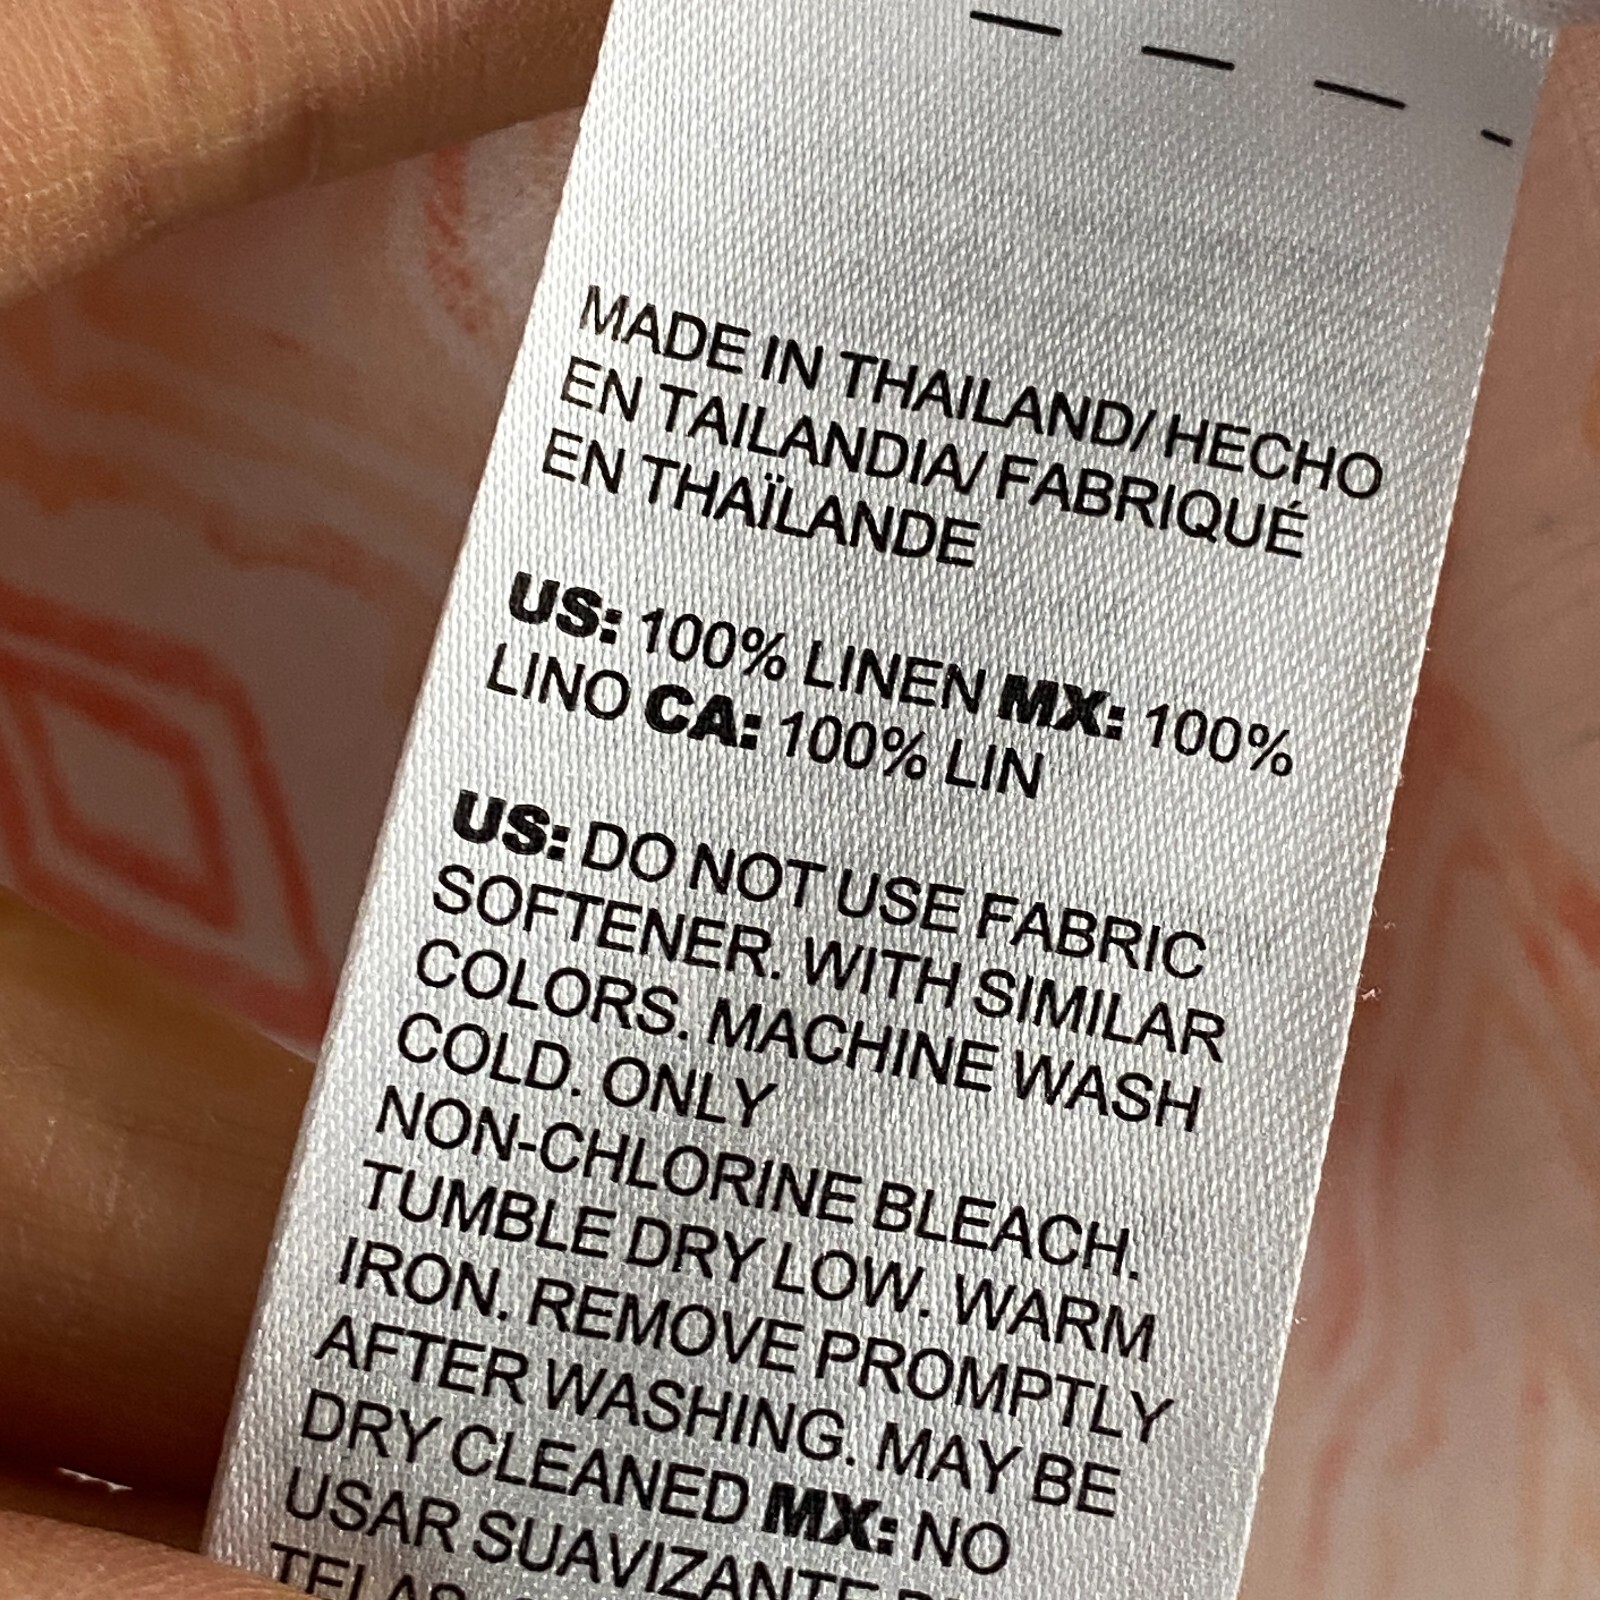 MADE IN THAILAND/ HECHO
EN TAILANDIA/ FABRIQUÉ
EN THAÏLANDE
US: 100% LINEN MX: 100%
LINO CA: 100% LIN
US: DO NOT USE FABRIC
SOFTENER. WITH SIMILAR
COLORS. MACHINE WASH
COLD. ONLY
NON-CHLORINE BLEACH.
TUMBLE DRY LOW. WARM
IRON. REMOVE PROMPTLY
AFTER WASHING. MAY BE
DRY CLEANED MX: NO
USAR SUAVIZANTE